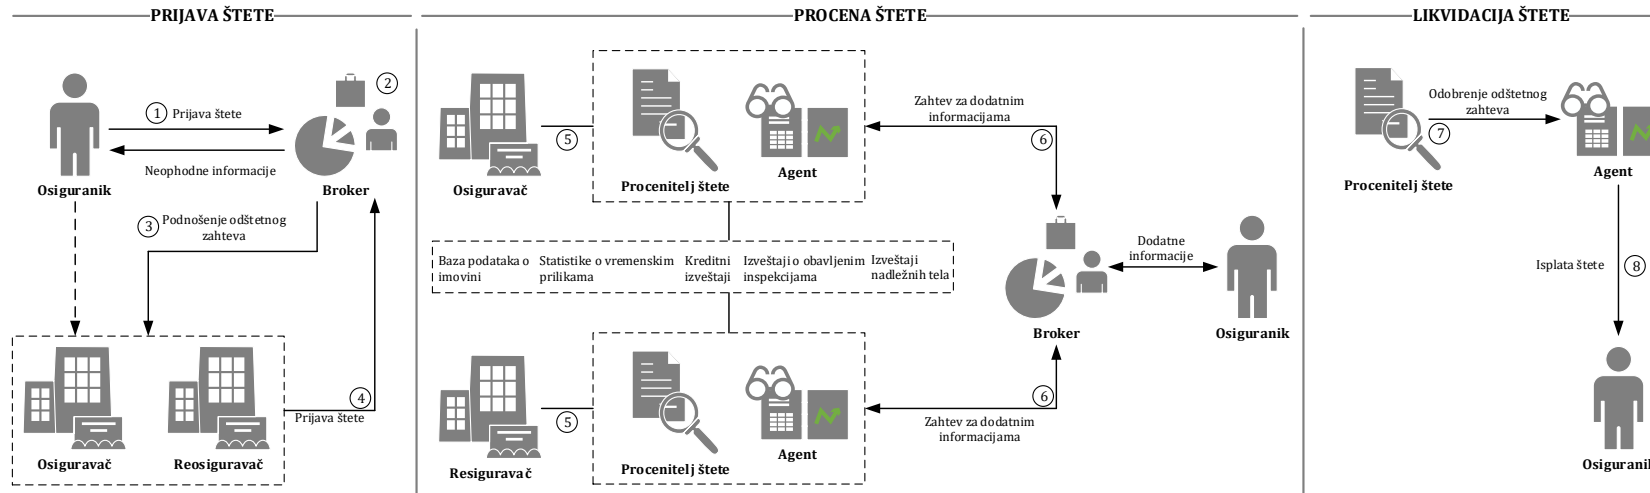 PRIJAVA ŠTETE
1
Prijava štete
2
Neophodne informacije
Osiguranik
Broker
3
Podnošenje odštetnog
zahteva
4
Prijava štete
Osiguravač
Reosiguravač
PROCENA ŠTETE
Osiguravač
5
Procenitelj štete
Agent
Zahtev za dodatnim
informacijama
6
Baza podataka o
imovini
Statistike o vremenskim
prilikama
Kreditni
izveštaji
Izveštaji o obavljenim
inspekcijama
Izveštaji
nadležnih tela
Dodatne
informacije
Broker
Osiguranik
Resiguravač
5
Procenitelj štete
Agent
6
Zahtev za dodatnim
informacijama
LIKVIDACIJA ŠTETE
Odobrenje odštetnog
zahteva
7
Procenitelj štete
Agent
Isplata štete
8
Osiguranik